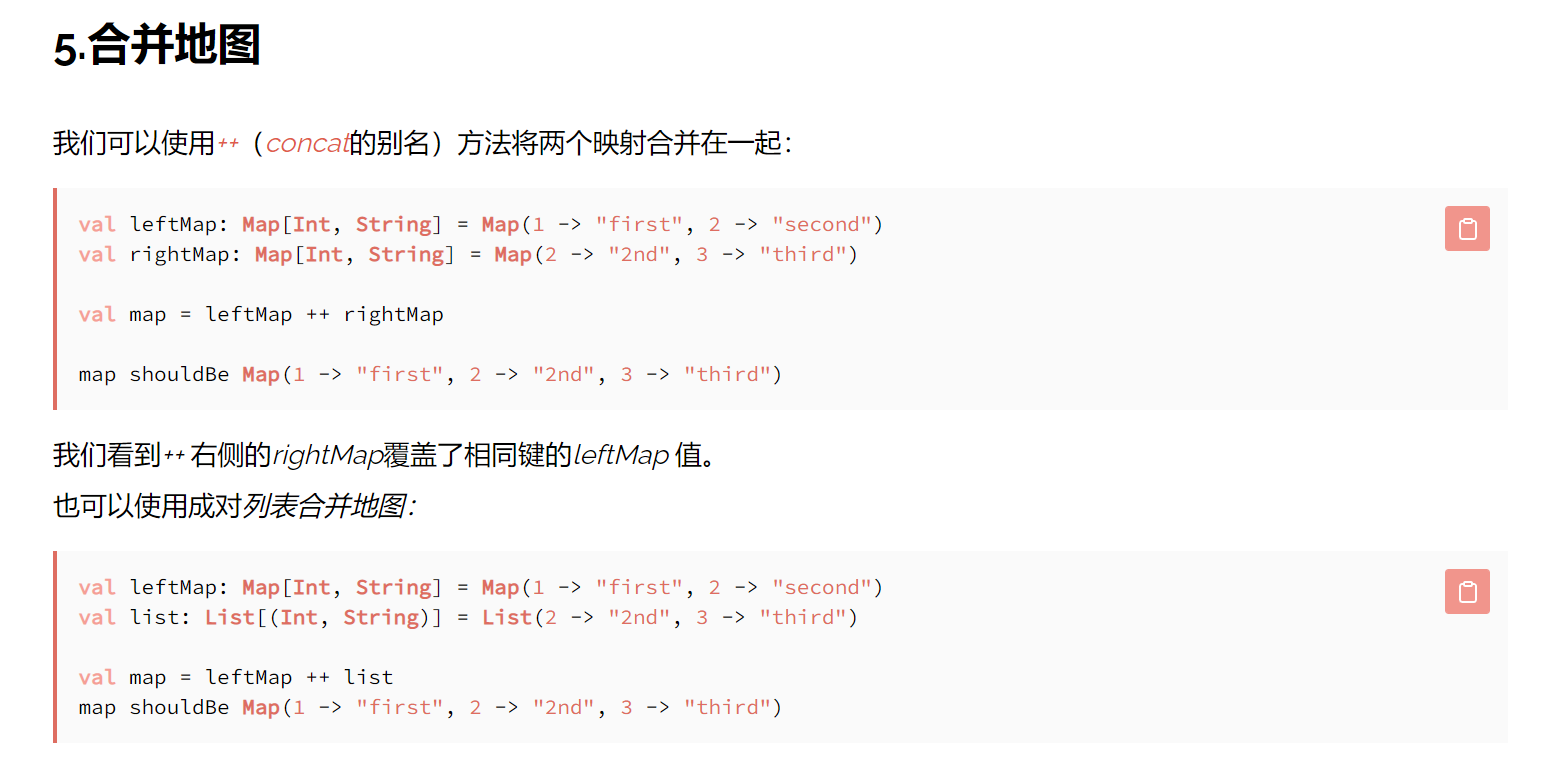 5.合并地图
我们可以使用++（concat的别名）方法将两个映射合并在一起：
val leftMap: Map[Int, String] = Map(1 -> "first", 2 -> "second")
val rightMap: Map[Int, String] = Map(2 -> "2nd", 3 -> "third")
val map = leftMap ++ rightMap
map shouldBe Map(1 -> "first", 2 -> "2nd", 3 -> "third")
我们看到++ 右侧的rightMap覆盖了相同键的leftMap 值。
也可以使用成对列表合并地图：
val leftMap: Map[Int, String] = Map(1 -> "first", 2 -> "second")
val list: List[(Int, String)] = List(2 -> "2nd", 3 -> "third")
val map = leftMap ++ list
map shouldBe Map(1 -> "first", 2 -> "2nd", 3 -> "third")